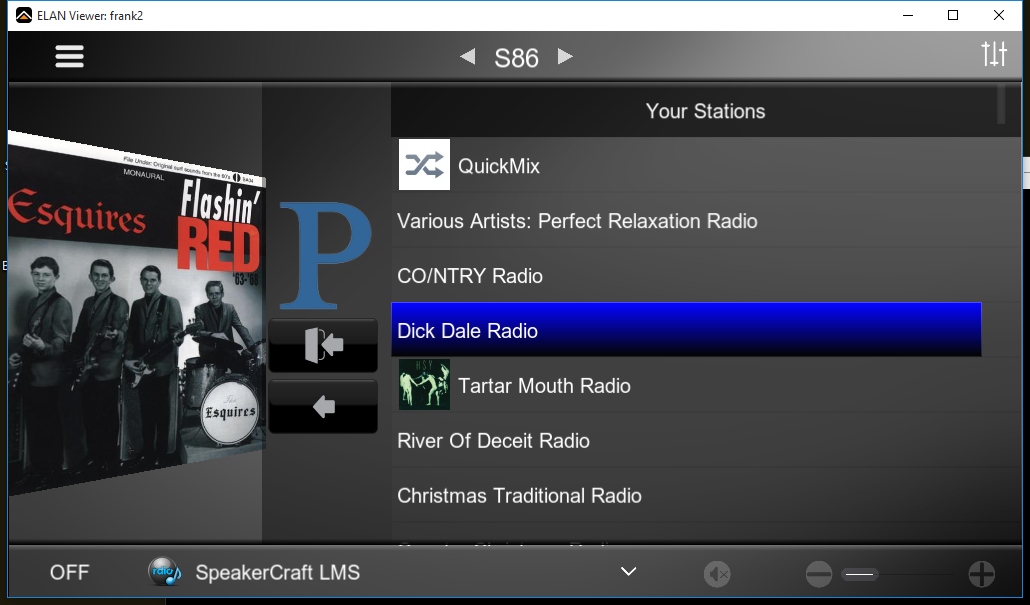 ELAN Viewer: frank2
S86
Your Stations
File Under: Original surf sounds from the 60's
MONAURAL
Esquires
Flashin'
RED
'63-'66
Esquires
P
QuickMix
Various Artists: Perfect Relaxation Radio
CO/NTRY Radio
Dick Dale Radio
HSY
Tartar Mouth Radio
River Of Deceit Radio
Christmas Traditional Radio
OFF
rdio
SpeakerCraft LMS